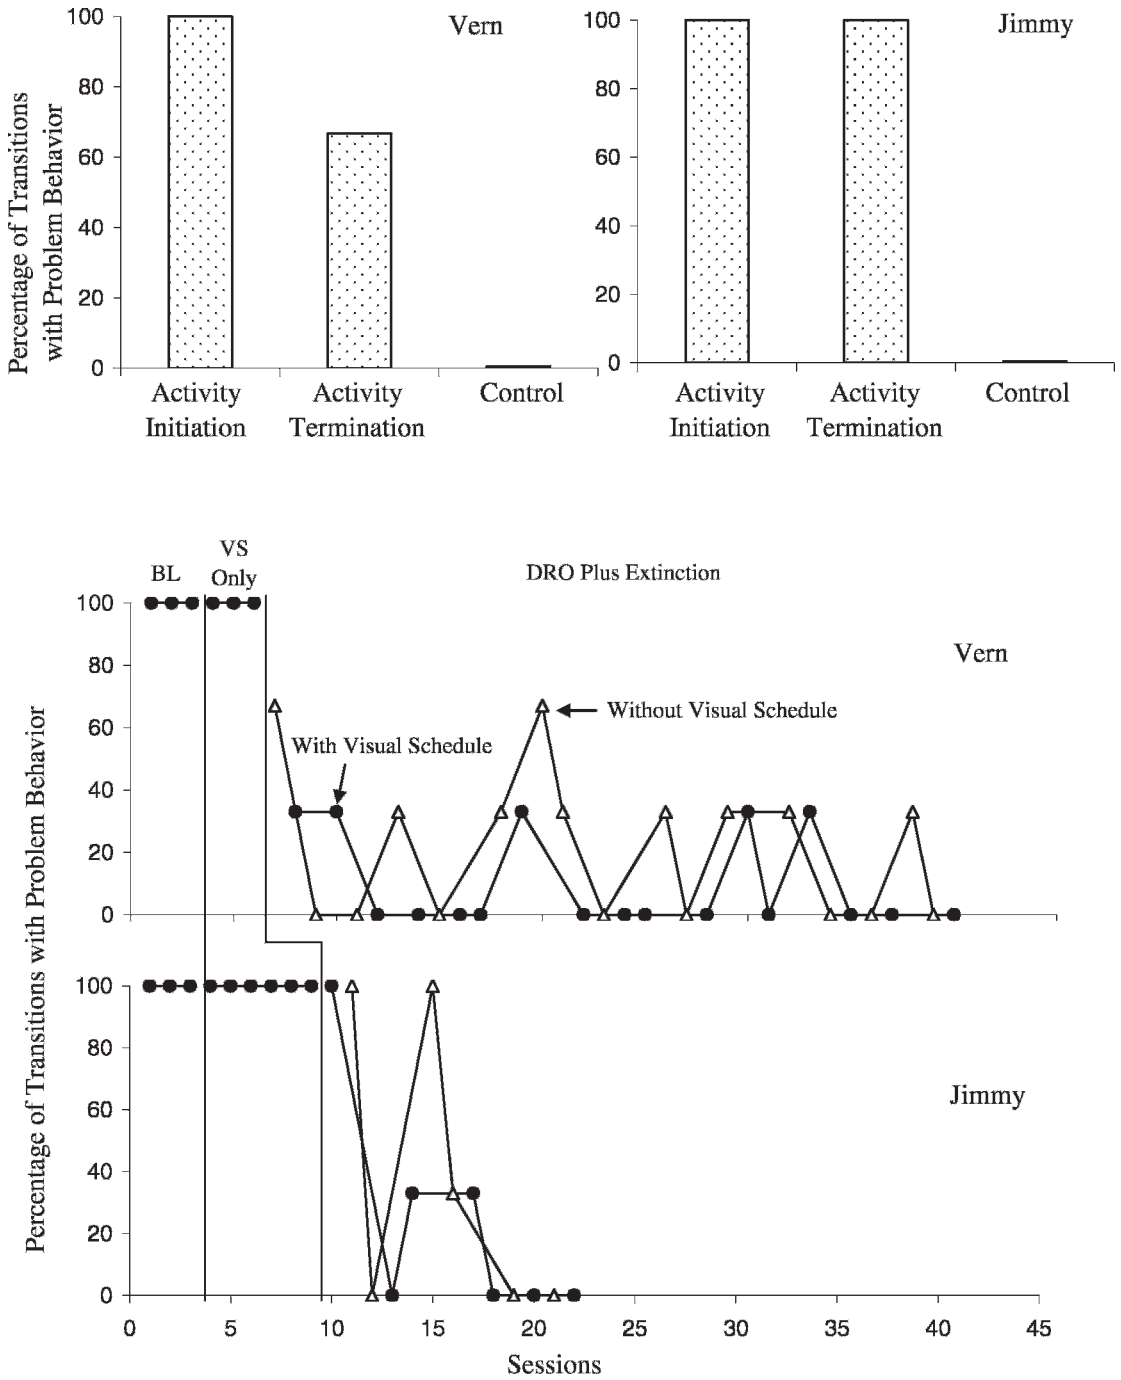 Percentage of Transitions
with Problem Behavior
100
80
60
40
20
0
Vern
Activity
Initiation
Activity
Termination
Control
100
80
60
40
20
0
Jimmy
Activity
Initiation
Activity
Termination
Control
Percentage of Transitions with Problem Behavior
BL
VS
Only
DRO Plus Extinction
100
80
60
40
20
0
Vern
Without Visual Schedule
With Visual Schedule
100
80
60
40
20
0
Jimmy
0 5 10 15 20 25 30 35 40 45
Sessions